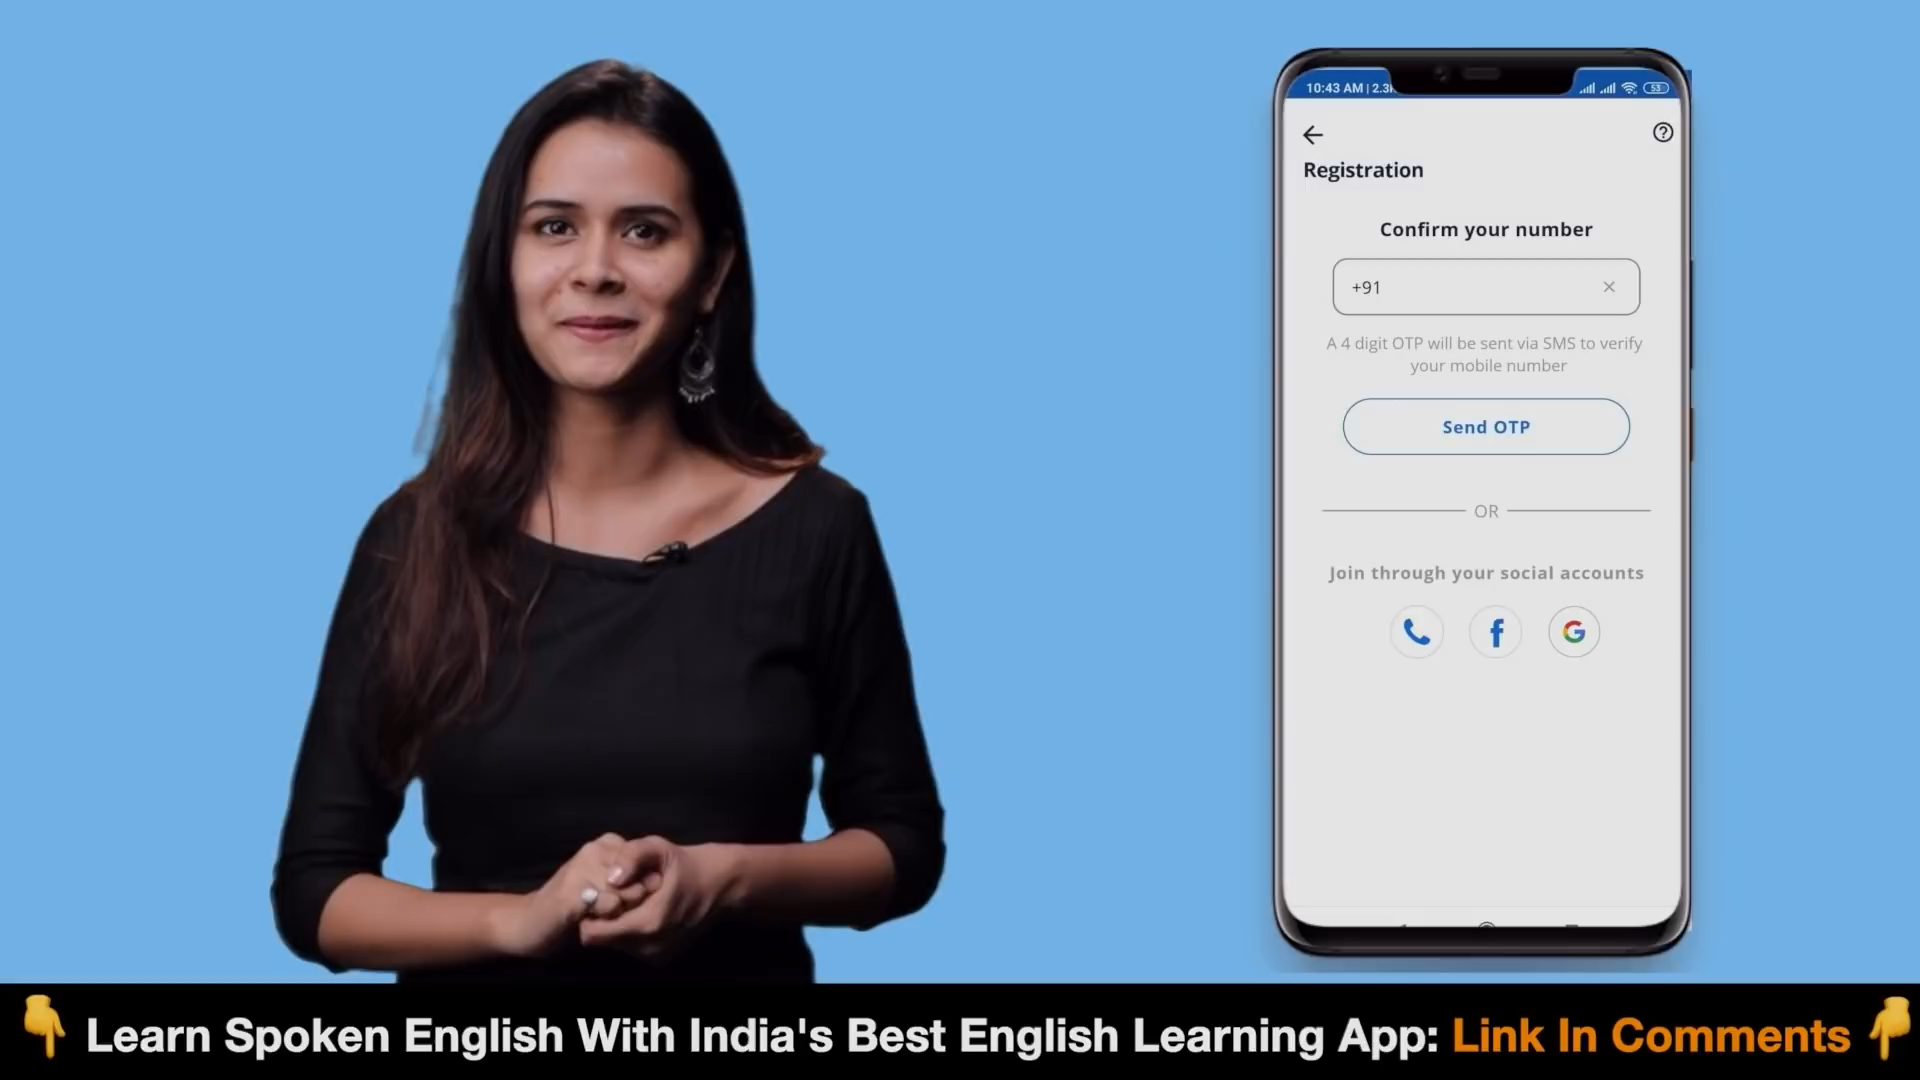 10:43 AM | 2.3
53
Registration
Confirm your number
+91
A 4 digit OTP will be sent via SMS to verify
your mobile number
Send OTP
OR
Join through your social accounts
f
G
Learn Spoken English With India's Best English Learning App: Link In Comments